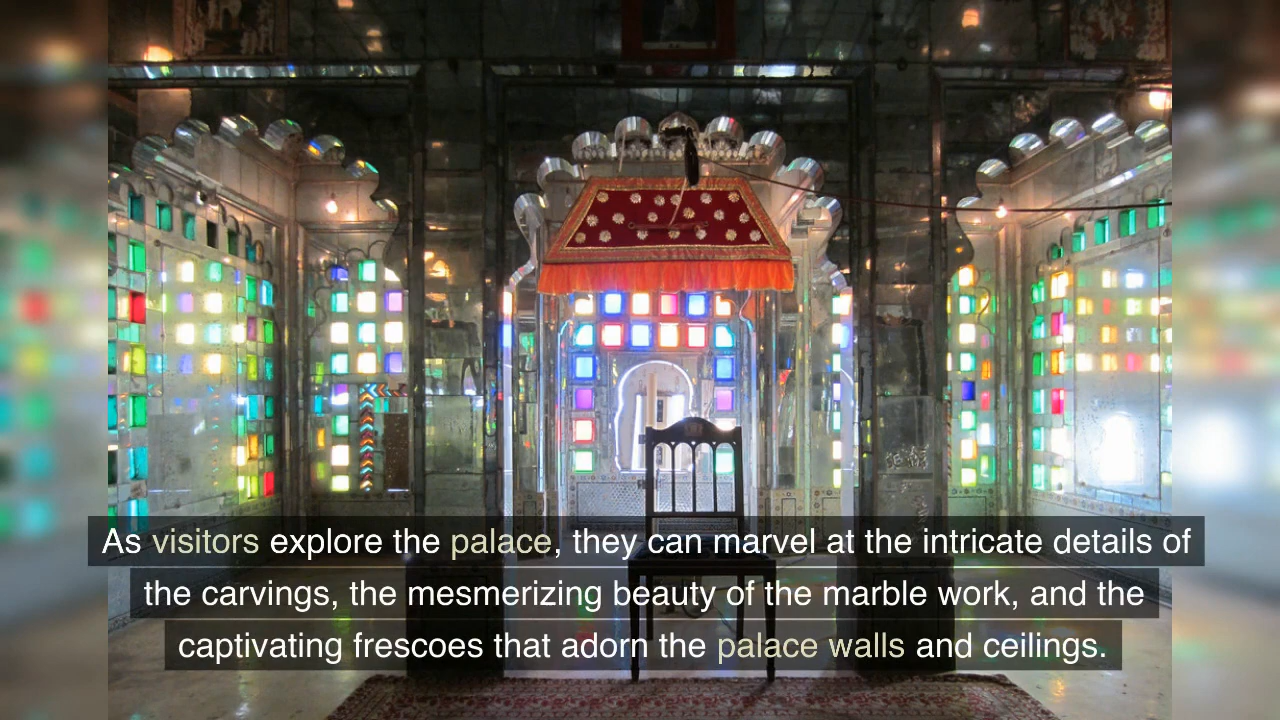 As visitors explore the palace, they can marvel at the intricate details of
the carvings, the mesmerizing beauty of the marble work, and the
captivating frescoes that adorn the palace walls and ceilings.